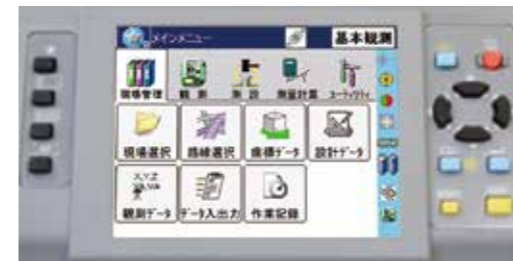 メインメニュー 基本観測
現場管理 観 測 測 設 測量計算 ユーティリティ
現場選択 路線選択 座標データ 設計データ
X,Y,Z
観測データ データ入出力 作業記録